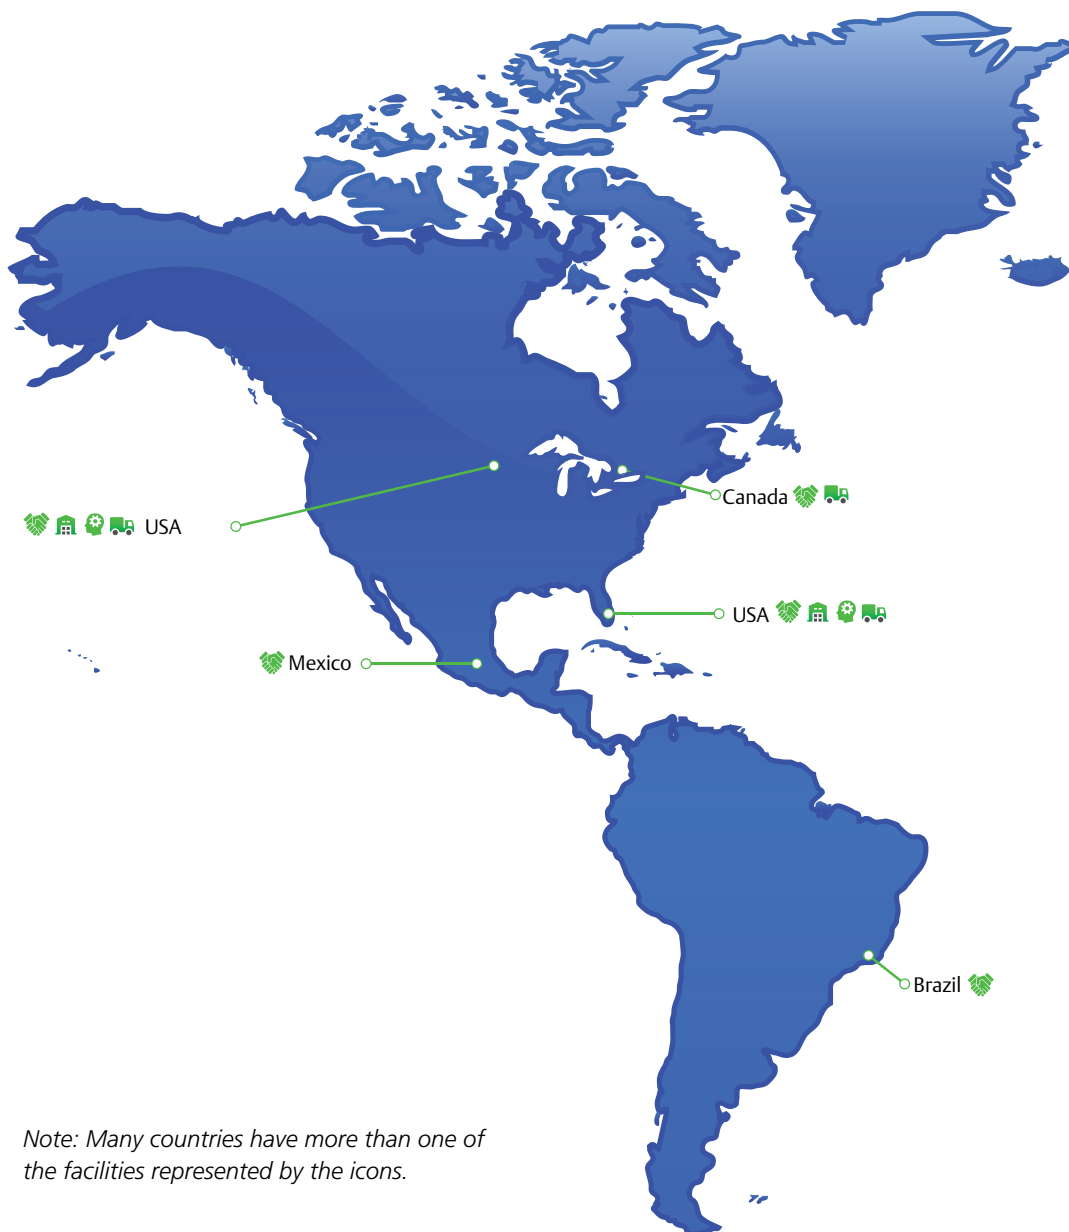 Canada
USA
USA
Mexico
Brazil
Note: Many countries have more than one of
the facilities represented by the icons.